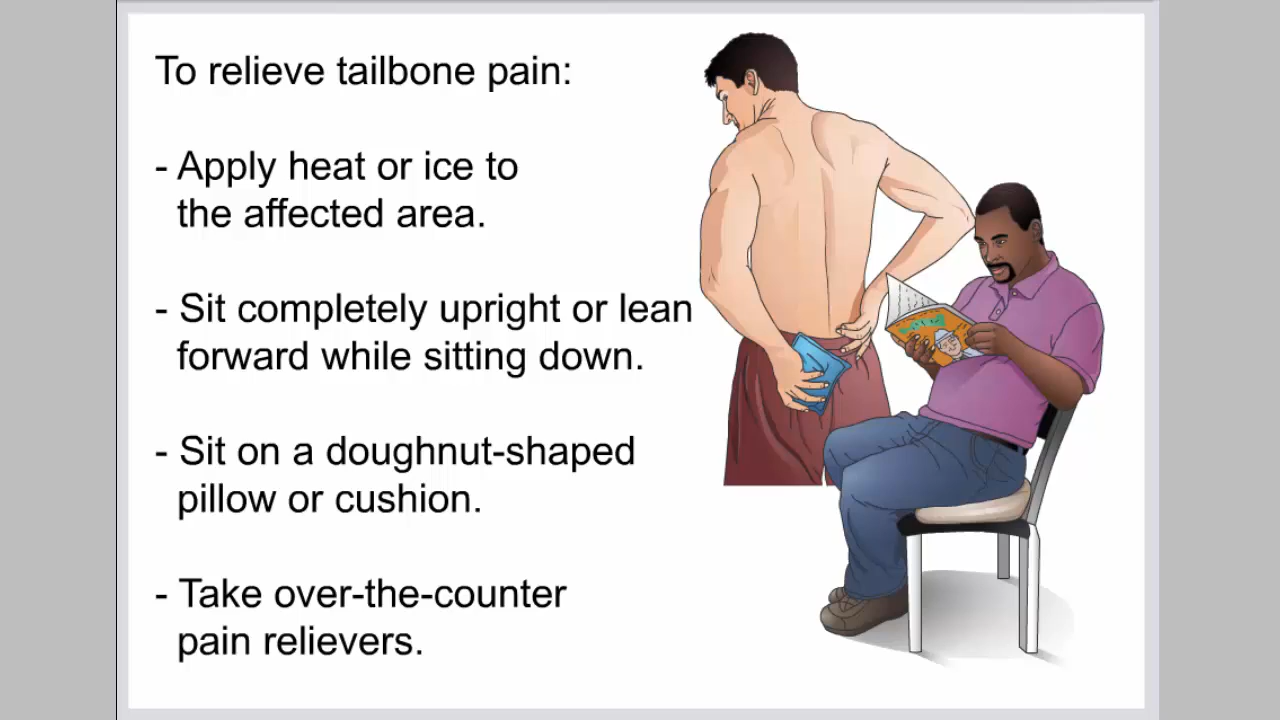 To relieve tailbone pain:
- Apply heat or ice to
the affected area.
- Sit completely upright or lean
forward while sitting down.
- Sit on a doughnut-shaped
pillow or cushion.
- Take over-the-counter
pain relievers.